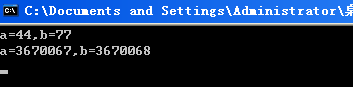 C:\Documents and Settings\Administrator\
a=44,b=77
a=3670067,b=3670068